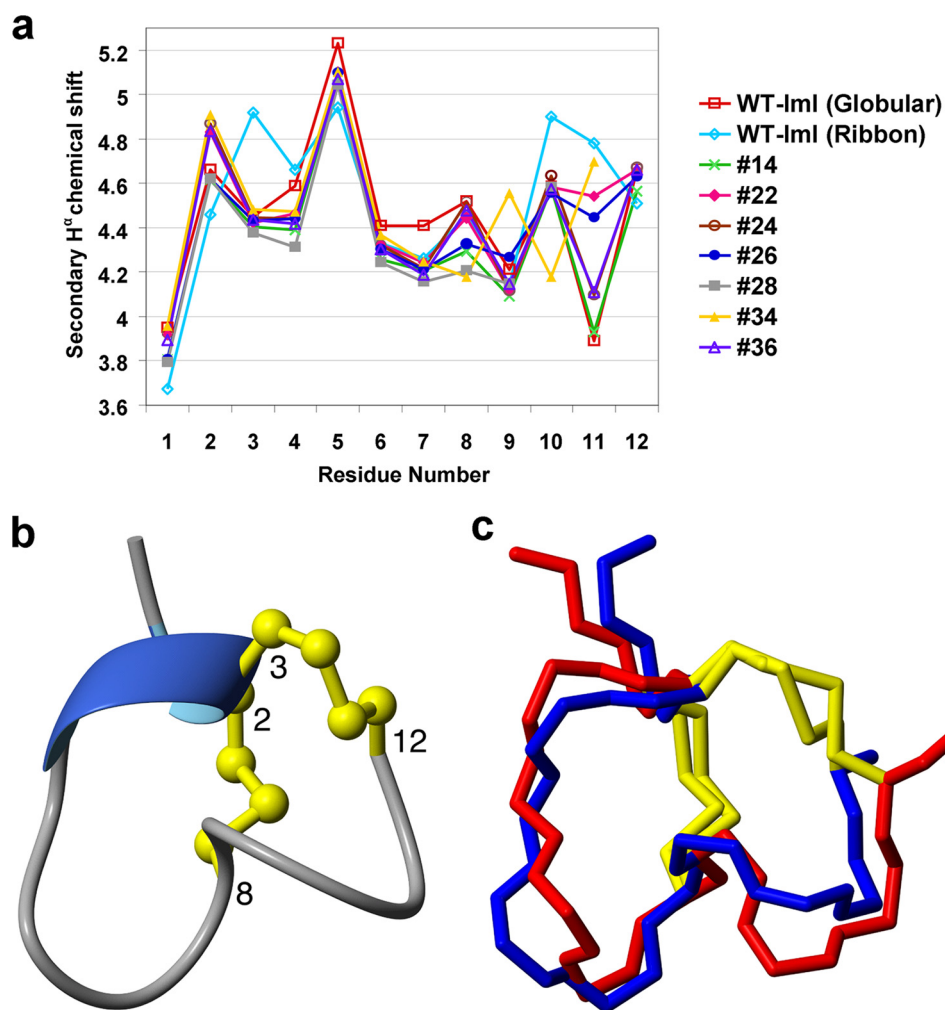 a
Secondary Hα chemical shift
5.2
5
4.8
4.6
4.4
4.2
4
3.8
3.6
1 2 3 4 5 6 7 8 9 10 11 12
Residue Number
WT-ImI (Globular)
WT-ImI (Ribbon)
#14
#22
#24
#26
#28
#34
#36
b
c
3
2
12
8